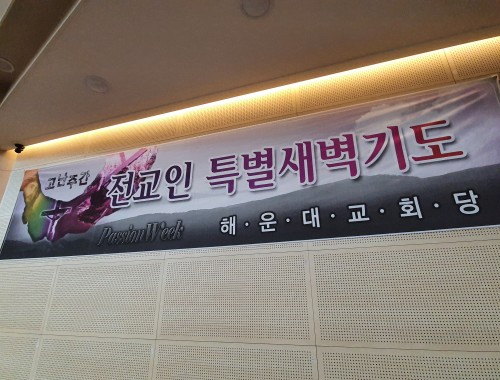 고난주간
전교인 특별새벽기도
Passion Week
해·운·대·교·회·당